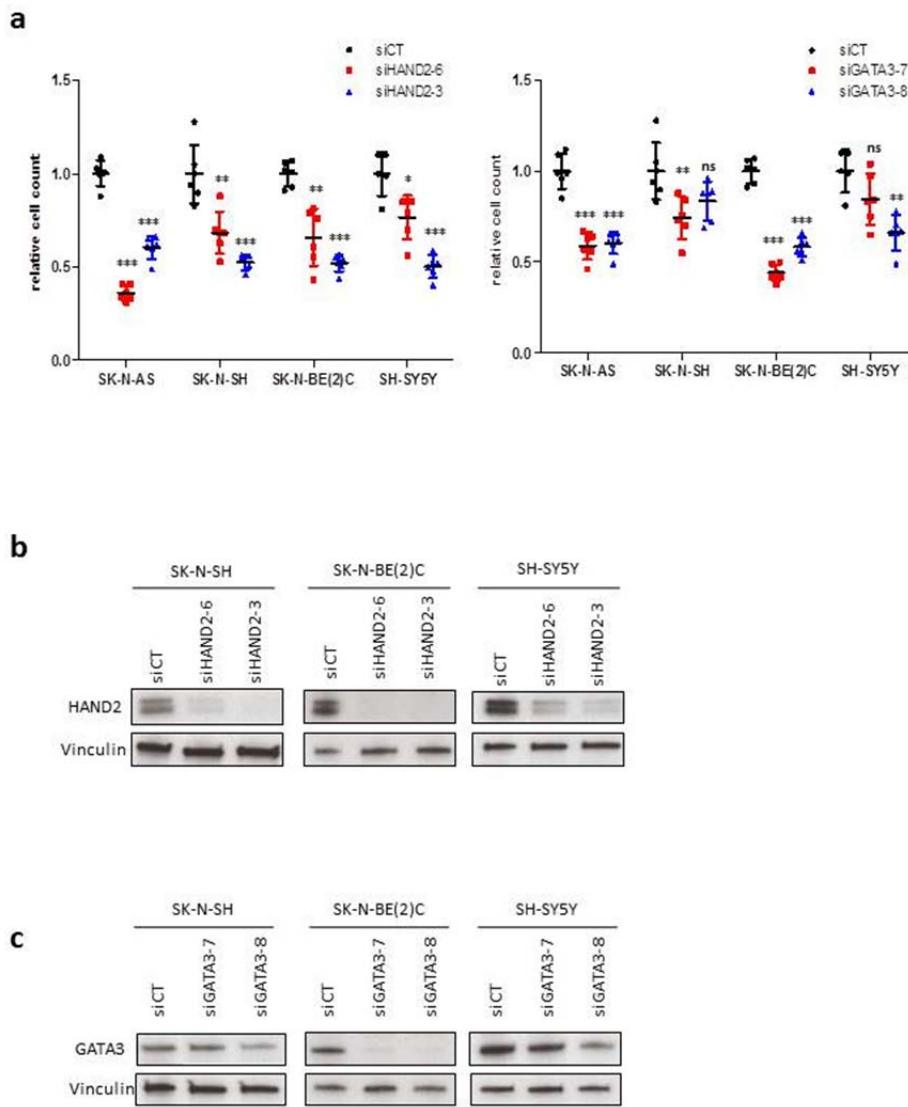 a
siCT
siHAND2-6
siHAND2-3
1.5
1.0
0.5
0.0
relative cell count
***
***
**
***
**
***
*
***
SK-N-AS
SK-N-SH
SK-N-BE(2)C
SH-SY5Y
siCT
siGATA3-7
siGATA3-8
1.5
1.0
0.5
0.0
relative cell count
***
***
**
ns
***
***
ns
**
SK-N-AS
SK-N-SH
SK-N-BE(2)C
SH-SY5Y
b
SK-N-SH
SK-N-BE(2)C
SH-SY5Y
siCT
siHAND2-6
siHAND2-3
siCT
siHAND2-6
siHAND2-3
siCT
siHAND2-6
siHAND2-3
HAND2
Vinculin
c
SK-N-SH
SK-N-BE(2)C
SH-SY5Y
siCT
siGATA3-7
siGATA3-8
siCT
siGATA3-7
siGATA3-8
siCT
siGATA3-7
siGATA3-8
GATA3
Vinculin